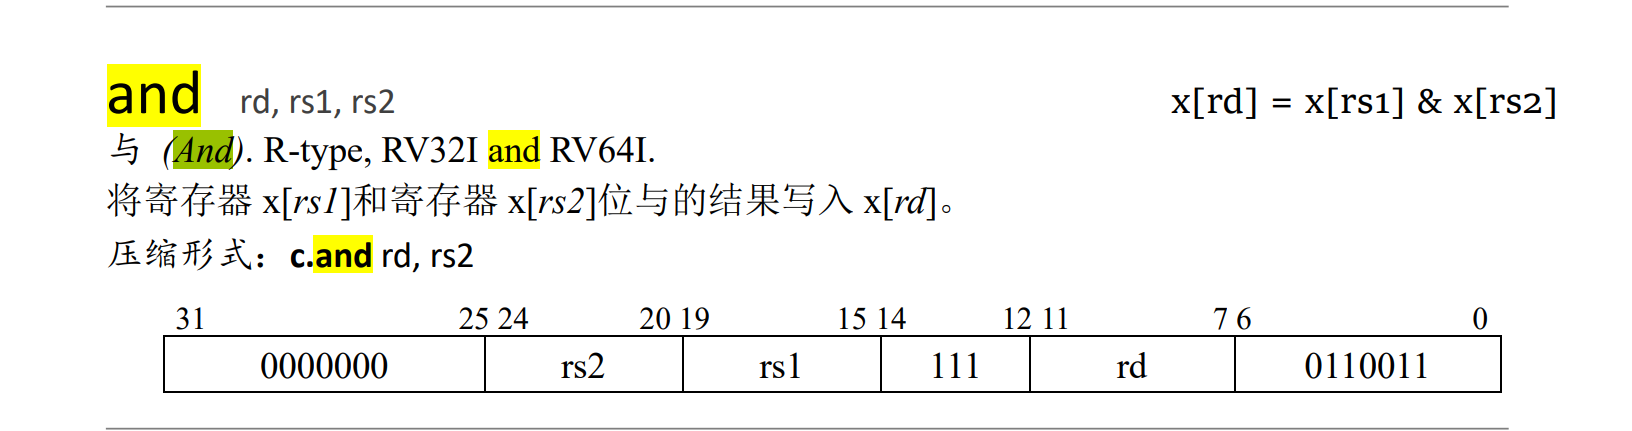 and rd, rs1, rs2 x[rd] = x[rs1] & x[rs2]
与 (And). R-type, RV32I and RV64I.
将寄存器 x[rs1]和寄存器 x[rs2]位与的结果写入 x[rd]。
压缩形式：c.and rd, rs2
31 25 24 20 19 15 14 12 11 7 6 0
0000000 rs2 rs1 111 rd 0110011